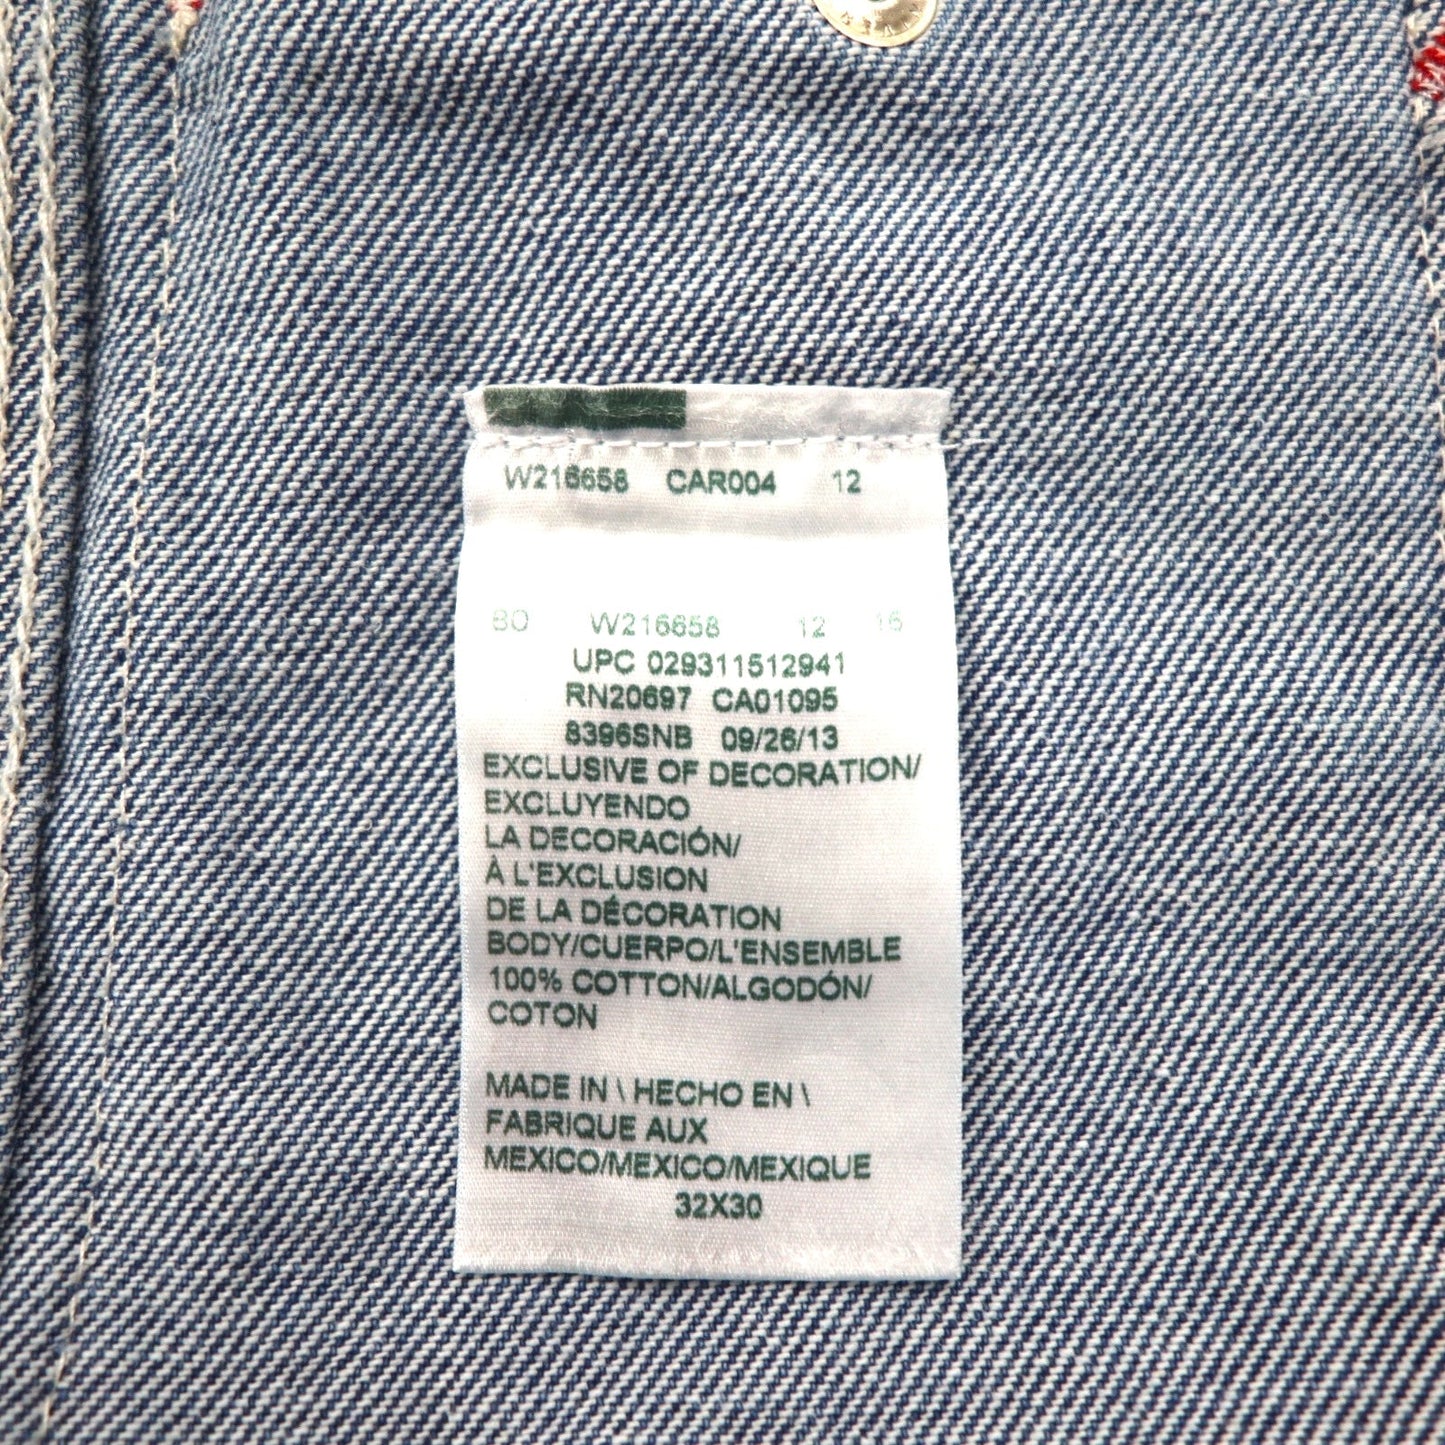 W216658 CAR004 12
80 W216658 12 16
UPC 029311512941
RN20697 CA01095
8396SNB 09/26/13
EXCLUSIVE OF DECORATION/
EXCLUYENDO
LA DECORACIÓN/
À L'EXCLUSION
DE LA DÉCORATION
BODY/CUERPO/L'ENSEMBLE
100% COTTON/ALGODÓN/
COTON
MADE IN \ HECHO EN \
FABRIQUE AUX
MEXICO/MEXICO/MEXIQUE
32X30